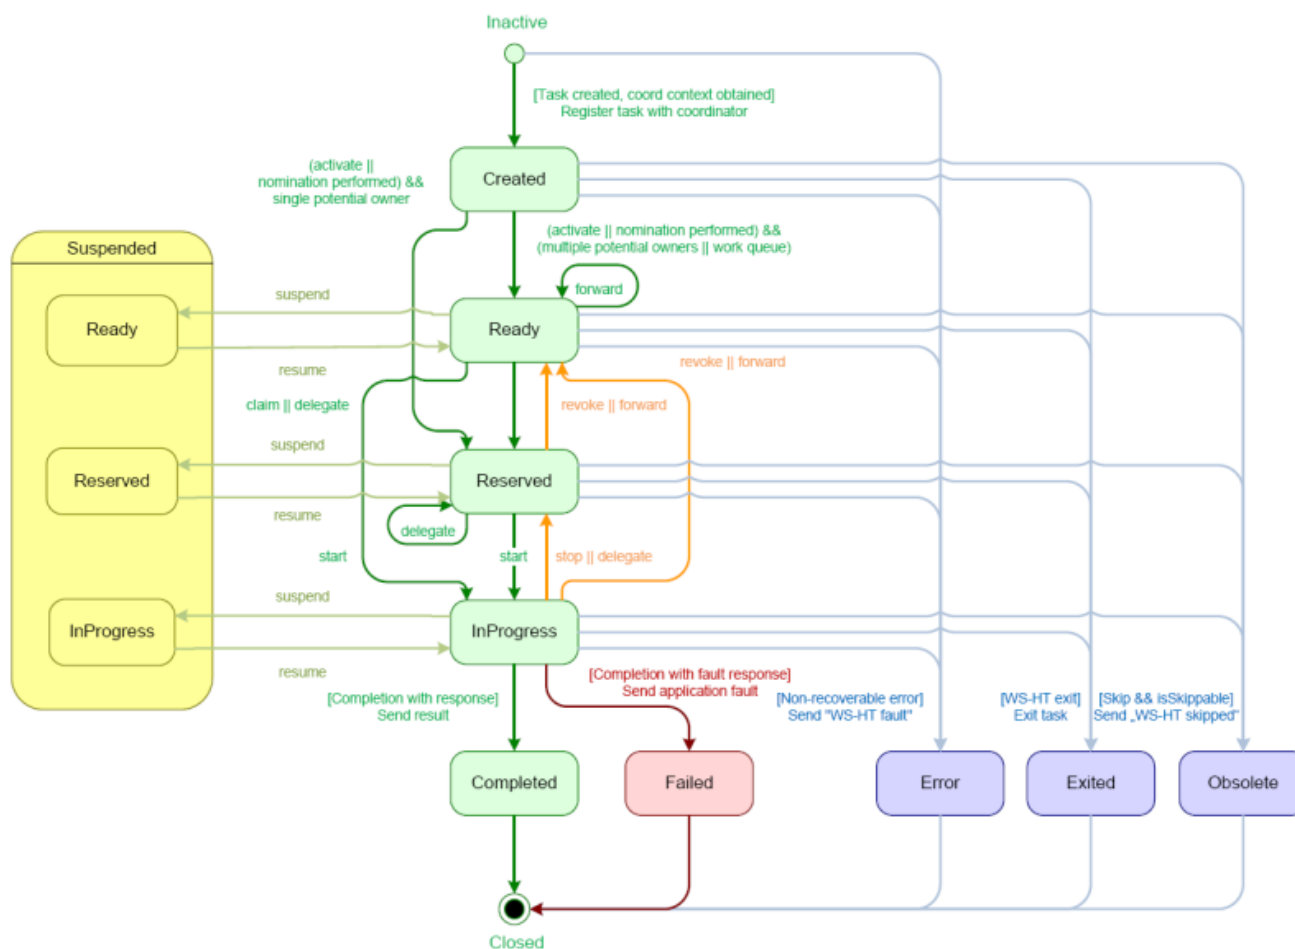 Inactive
[Task created, coord context obtained]
Register task with coordinator
(activate ||
nomination performed) &&
single potential owner
Created
(activate || nomination performed) &&
(multiple potential owners || work queue)
Suspended
forward
suspend
Ready
Ready
resume
revoke || forward
claim || delegate
revoke || forward
suspend
Reserved
Reserved
resume
delegate
start
start
stop || delegate
suspend
InProgress
InProgress
resume
[Completion with response]
Send result
[Completion with fault response]
Send application fault
[Non-recoverable error]
Send "WS-HT fault"
[WS-HT exit]
Exit task
[Skip && isSkippable]
Send „WS-HT skipped"
Completed
Failed
Error
Exited
Obsolete
Closed